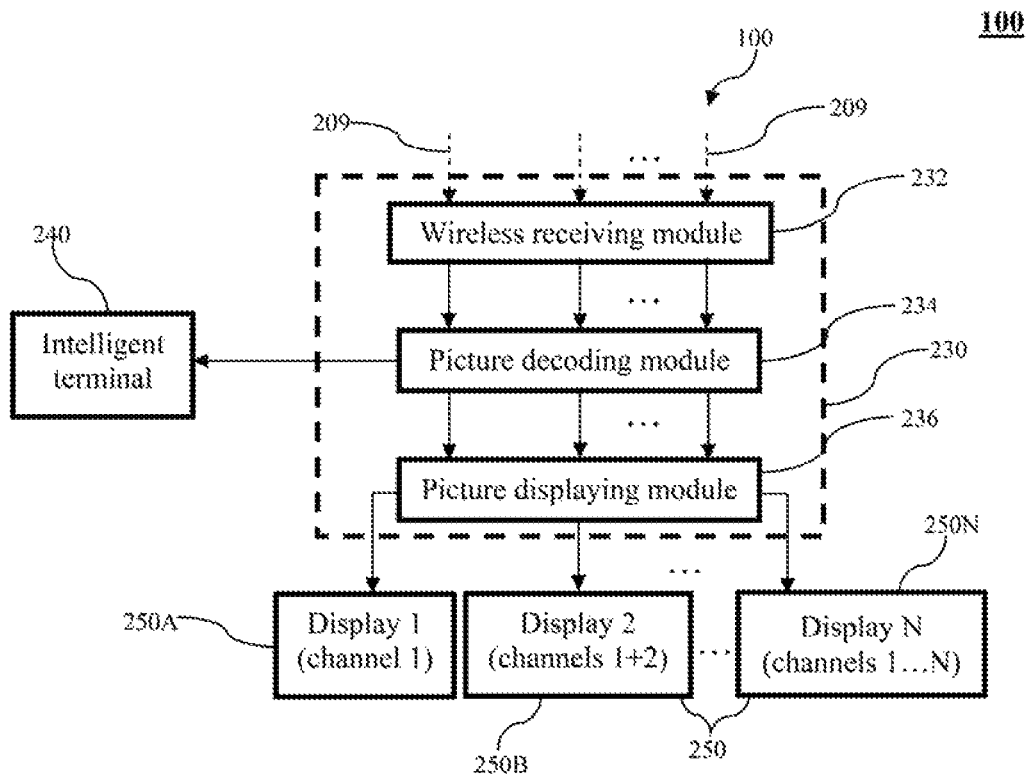 100
100
209
209
232
Wireless receiving module
240
...
234
Intelligent
terminal
Picture decoding module
230
...
236
Picture displaying module
250N
...
250A
Display 1
(channel 1)
Display 2
(channels 1+2)
...
Display N
(channels 1...N)
250B
250